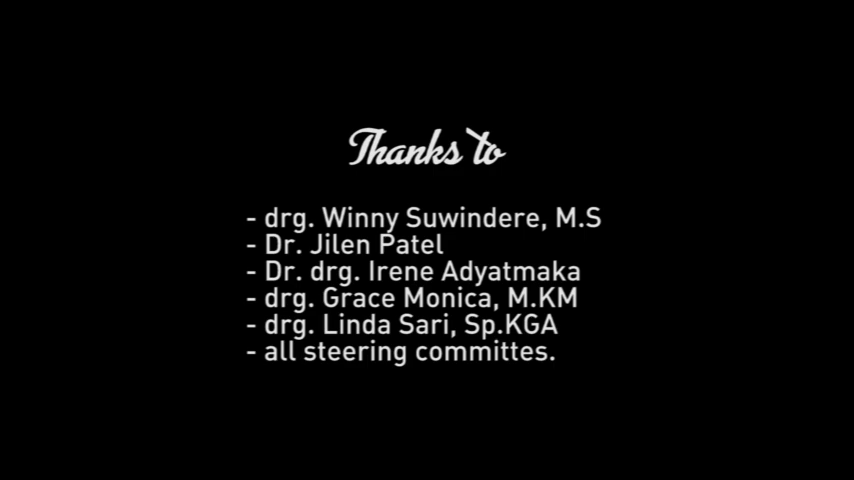 Thanks to
- drg. Winny Suwindere, M.S
- Dr. Jilen Patel
- Dr. drg. Irene Adyatmaka
- drg. Grace Monica, M.KM
- drg. Linda Sari, Sp.KGA
- all steering committes.